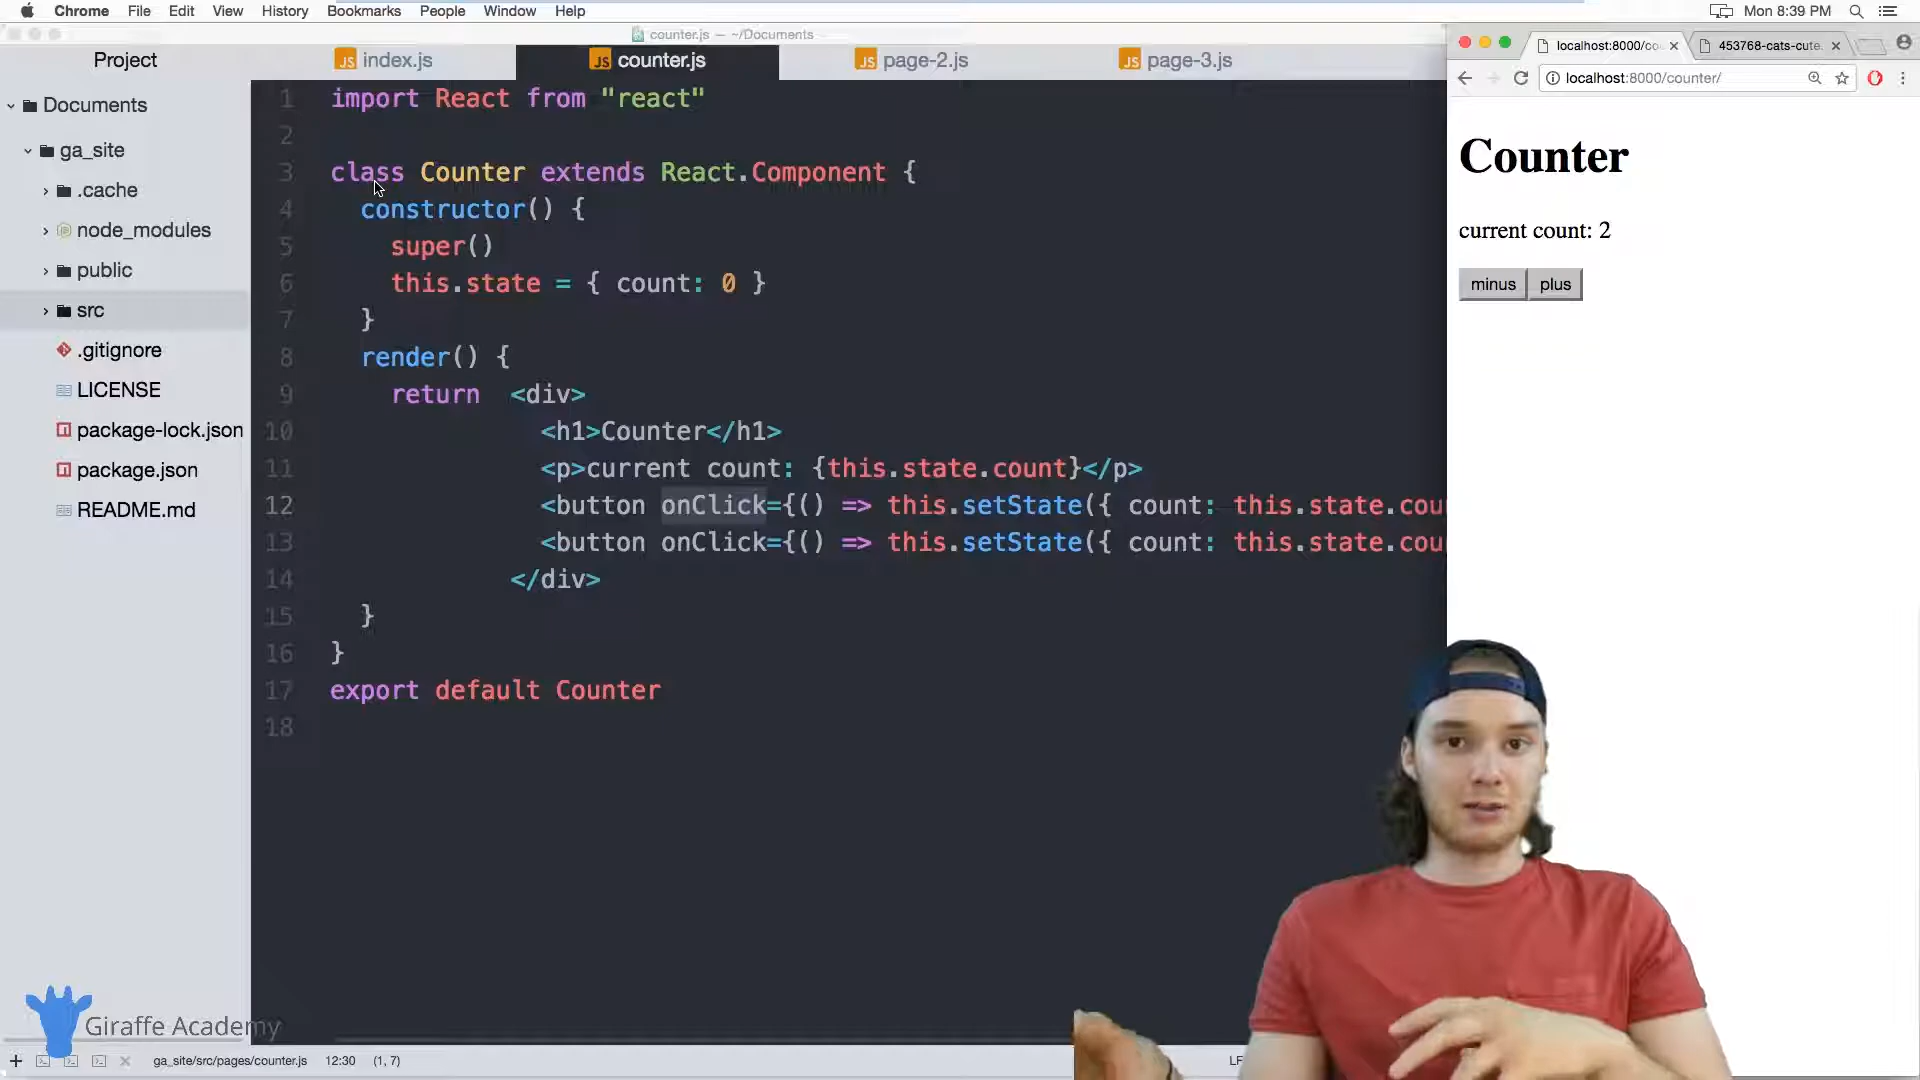 Chrome File Edit View History Bookmarks People Window Help
Mon 8:39 PM
counter.js — ~/Documents
Project
index.js
counter.js
page-2.js
page-3.js
localhost:8000/co
453768-cats-cute
localhost:8000/counter/
Documents
ga_site
.cache
node_modules
public
src
.gitignore
LICENSE
package-lock.json
package.json
README.md
1 import React from "react"
2
3 class Counter extends React.Component {
4 constructor() {
5 super()
6 this.state = { count: 0 }
7 }
8 render() {
9 return <div>
10 <h1>Counter</h1>
11 <p>current count: {this.state.count}</p>
12 <button onClick={() => this.setState({ count: this.state.cou
13 <button onClick={() => this.setState({ count: this.state.cou
14 </div>
15 }
16 }
17 export default Counter
18
Counter
current count: 2
minus plus
Giraffe Academy
ga_site/src/pages/counter.js 12:30 (1, 7)
LF